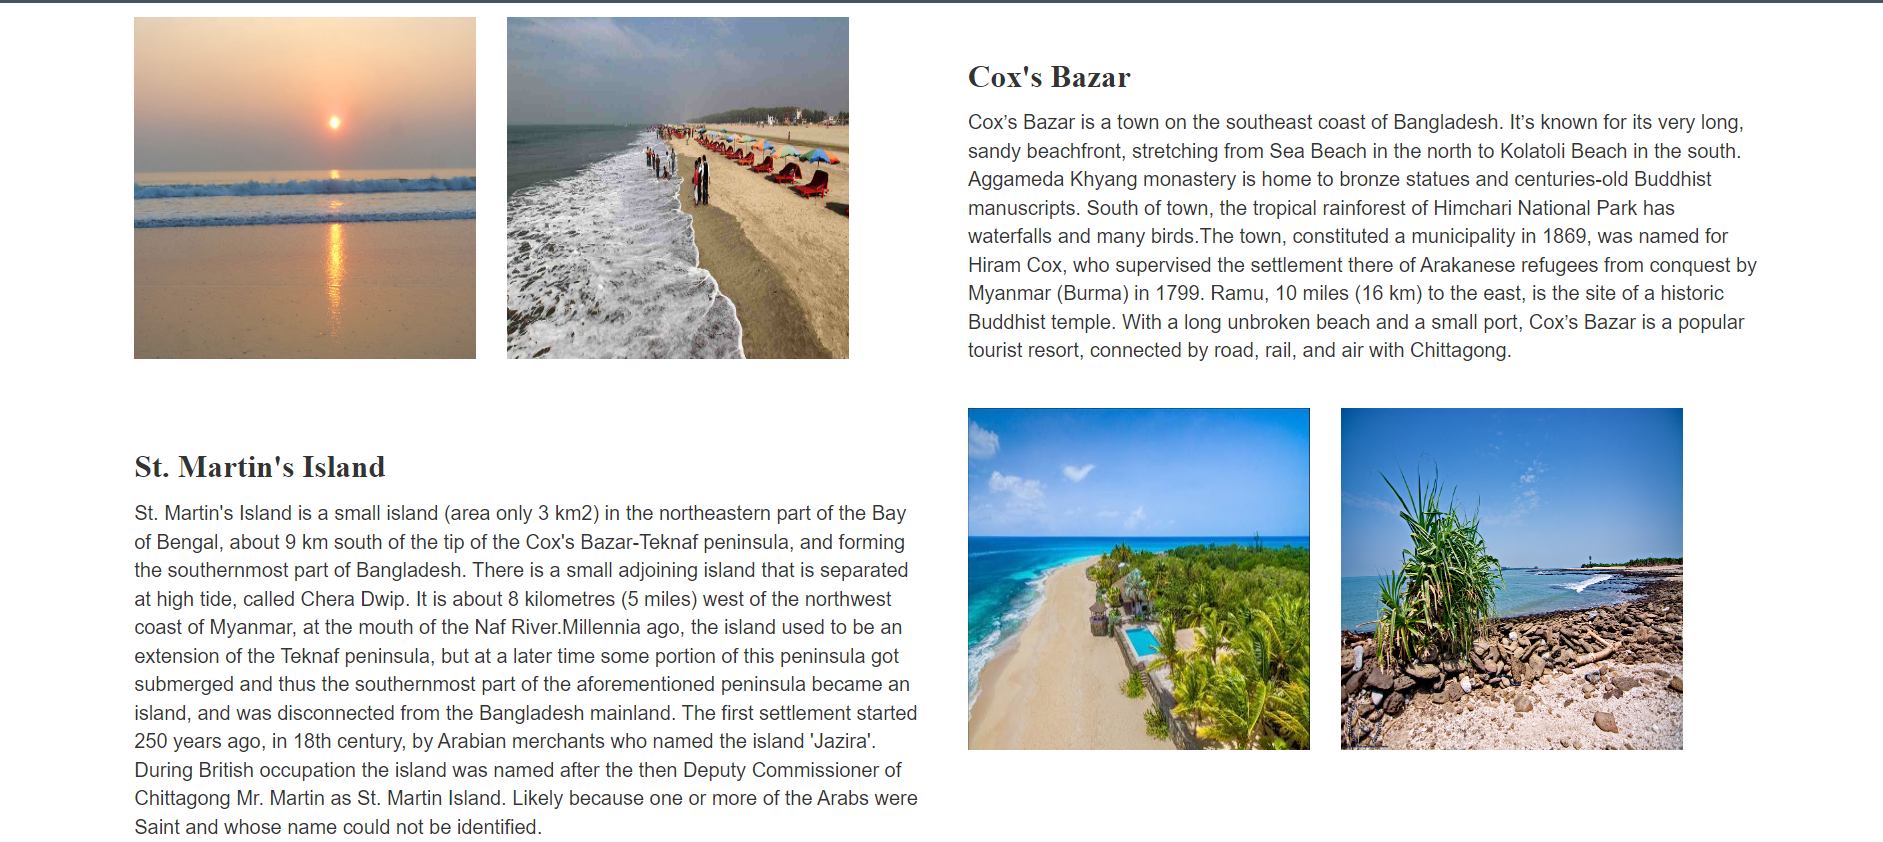 Cox's Bazar
Cox’s Bazar is a town on the southeast coast of Bangladesh. It’s known for its very long,
sandy beachfront, stretching from Sea Beach in the north to Kolatoli Beach in the south.
Aggameda Khyang monastery is home to bronze statues and centuries-old Buddhist
manuscripts. South of town, the tropical rainforest of Himchari National Park has
waterfalls and many birds.The town, constituted a municipality in 1869, was named for
Hiram Cox, who supervised the settlement there of Arakanese refugees from conquest by
Myanmar (Burma) in 1799. Ramu, 10 miles (16 km) to the east, is the site of a historic
Buddhist temple. With a long unbroken beach and a small port, Cox’s Bazar is a popular
tourist resort, connected by road, rail, and air with Chittagong.
St. Martin's Island
St. Martin's Island is a small island (area only 3 km2) in the northeastern part of the Bay
of Bengal, about 9 km south of the tip of the Cox's Bazar-Teknaf peninsula, and forming
the southernmost part of Bangladesh. There is a small adjoining island that is separated
at high tide, called Chera Dwip. It is about 8 kilometres (5 miles) west of the northwest
coast of Myanmar, at the mouth of the Naf River.Millennia ago, the island used to be an
extension of the Teknaf peninsula, but at a later time some portion of this peninsula got
submerged and thus the southernmost part of the aforementioned peninsula became an
island, and was disconnected from the Bangladesh mainland. The first settlement started
250 years ago, in 18th century, by Arabian merchants who named the island 'Jazira'.
During British occupation the island was named after the then Deputy Commissioner of
Chittagong Mr. Martin as St. Martin Island. Likely because one or more of the Arabs were
Saint and whose name could not be identified.